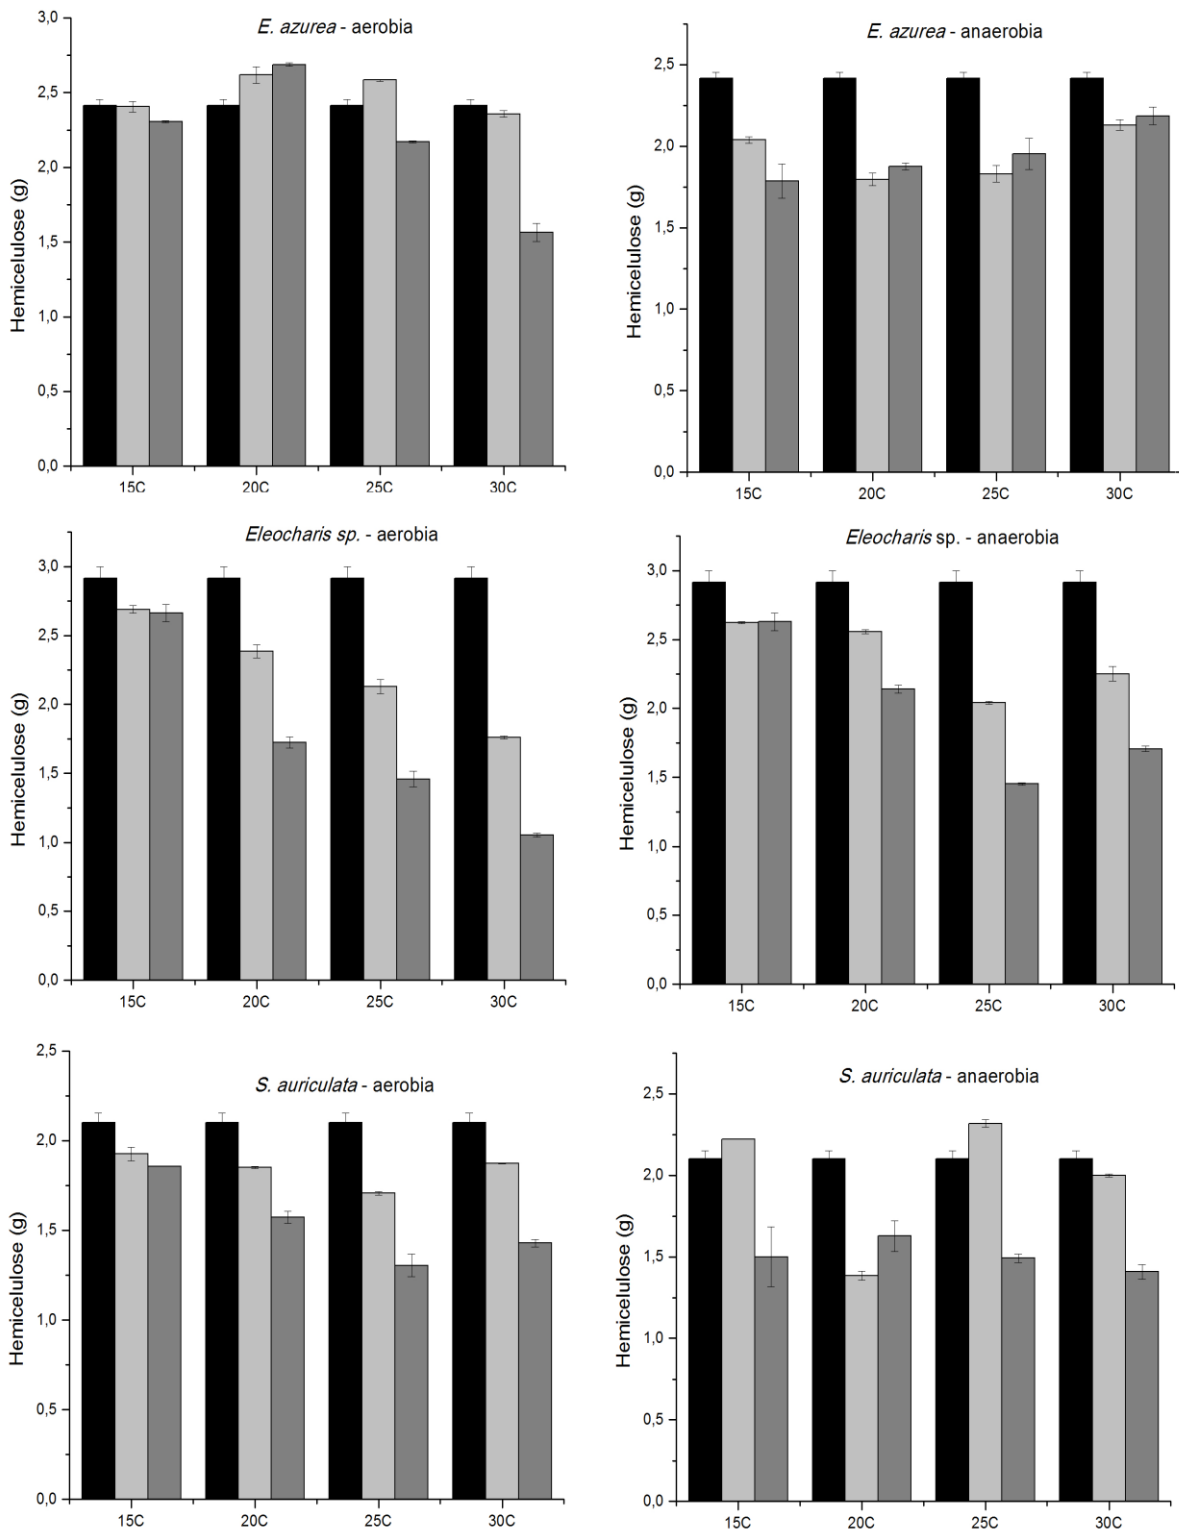 E. azurea - aerobia
Hemicelulose (g)
3,0
2,5
2,0
1,5
1,0
0,5
0,0
15C 20C 25C 30C
E. azurea - anaerobia
Hemicelulose (g)
2,5
2,0
1,5
1,0
0,5
0,0
15C 20C 25C 30C
Eleocharis sp. - aerobia
Hemicelulose (g)
3,0
2,5
2,0
1,5
1,0
0,5
0,0
15C 20C 25C 30C
Eleocharis sp. - anaerobia
Hemicelulose (g)
3,0
2,5
2,0
1,5
1,0
0,5
0,0
15C 20C 25C 30C
S. auriculata - aerobia
Hemicelulose (g)
2,5
2,0
1,5
1,0
0,5
0,0
15C 20C 25C 30C
S. auriculata - anaerobia
Hemicelulose (g)
2,5
2,0
1,5
1,0
0,5
0,0
15C 20C 25C 30C